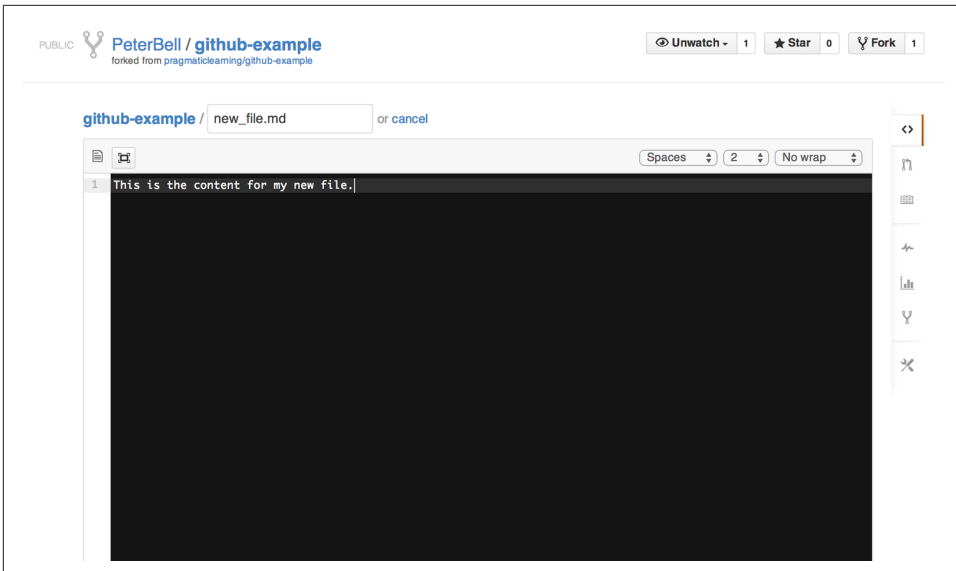 PUBLIC PeterBell / github-example
forked from pragmaticlearning/github-example
Unwatch 1 Star 0 Fork 1
github-example / new_file.md or cancel
Spaces 2 No wrap
1 This is the content for my new file.